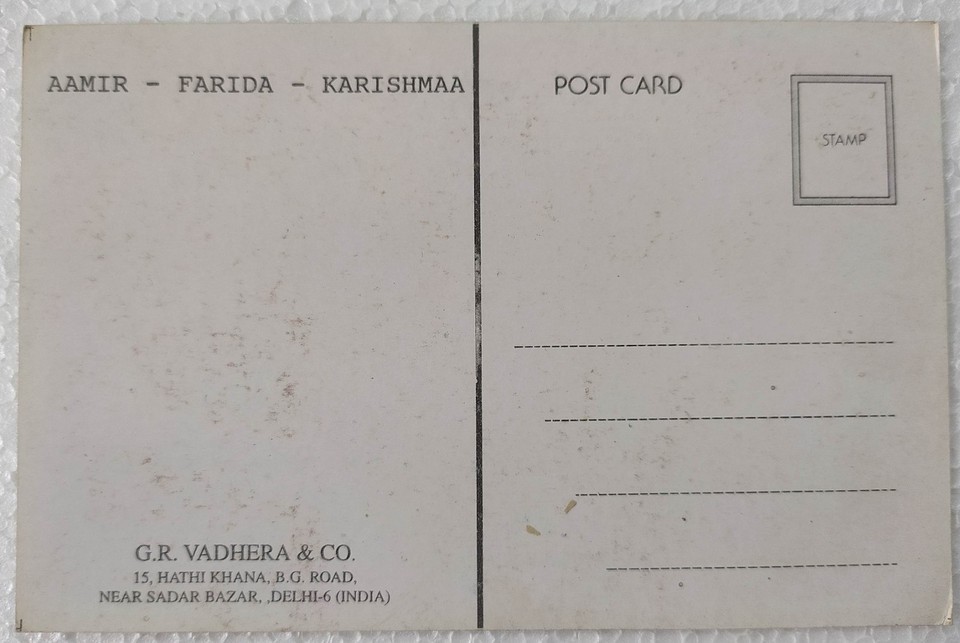 AAMIR - FARIDA - KARISHMAA
G.R. VADHERA & CO.
15, HATHI KHANA, B.G. ROAD,
NEAR SADAR BAZAR, ,DELHI-6 (INDIA)
POST CARD
STAMP